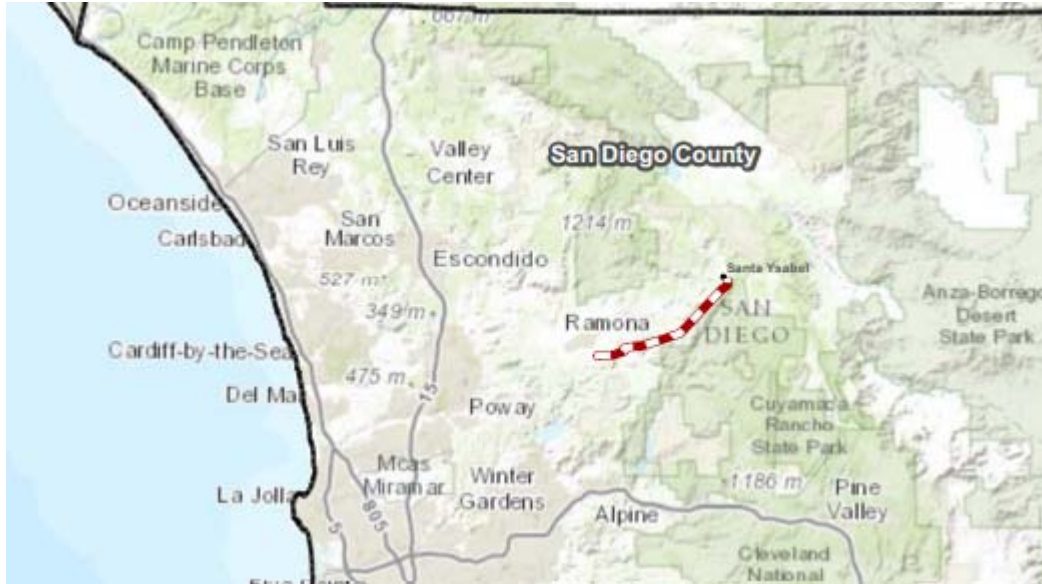 Camp Pendleton
Marine Corps
Base
San Luis
Rey
Valley
Center
San Diego County
Oceanside
Carlsbad
San
Marcos
1214 m
Escondido
527 m
349 m
Santa Ysabel
Anza-Borrego
Desert
State Park
Ramona
SAN
DIEGO
Cardiff-by-the-Sea
475 m
15
Del Mar
Poway
Cuyamaca
Rancho
State Park
Mcas
Miramar
Winter
Gardens
1186 m
La Jolla
Pine
Valley
5
805
Alpine
Cleveland
National